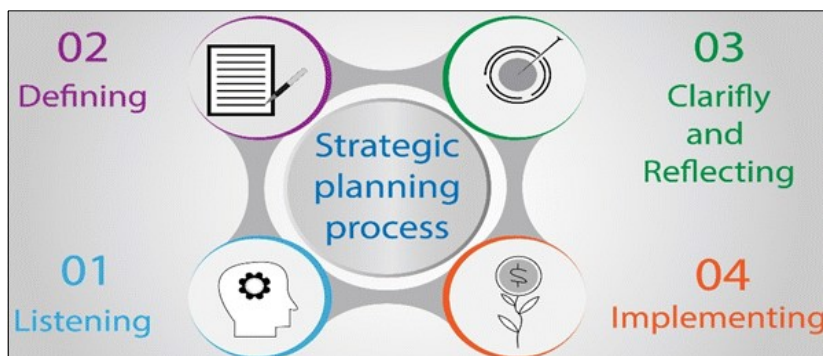 02
Defining
03
Clarifly
and
Reflecting
Strategic
planning
process
01
Listening
$
04
Implementing